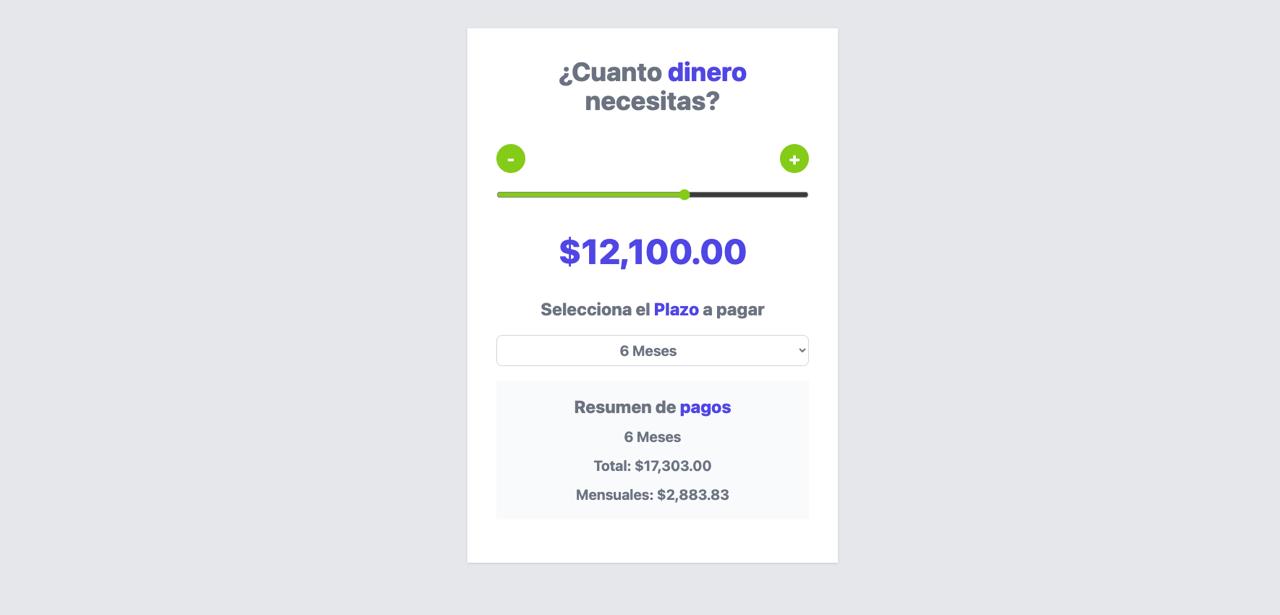 ¿Cuanto dinero
necesitas?
-
+
$12,100.00
Selecciona el Plazo a pagar
6 Meses
Resumen de pagos
6 Meses
Total: $17,303.00
Mensuales: $2,883.83